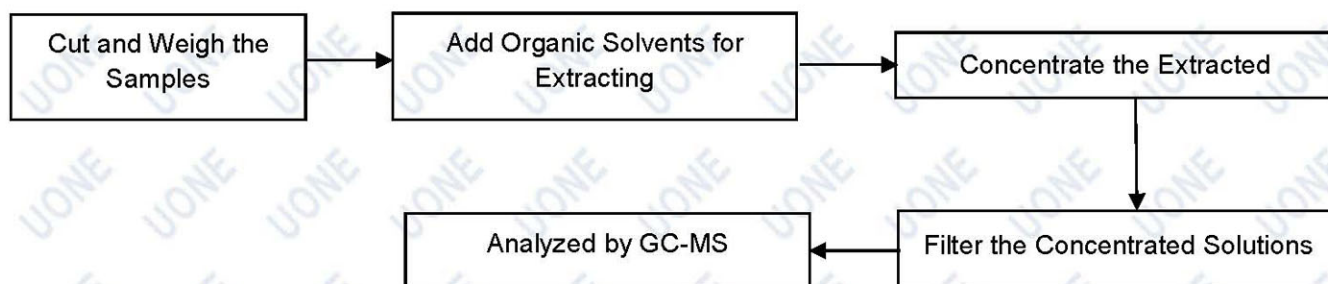 Cut and Weigh the
Samples
Add Organic Solvents for
Extracting
Concentrate the Extracted
Filter the Concentrated Solutions
Analyzed by GC-MS
UONE